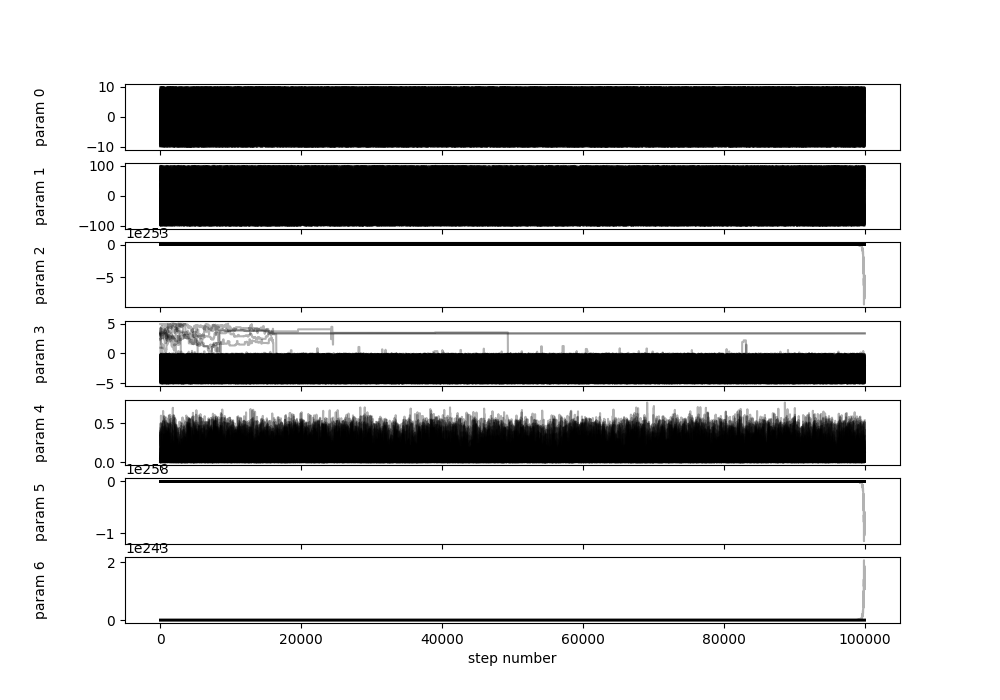 param 0
10
0
−10
param 1
100
0
−100
1e253
param 2
0
−5
param 3
5
0
−5
param 4
0.5
0.0
1e258
param 5
0
−1
1e243
param 6
2
0
0 20000 40000 60000 80000 100000
step number